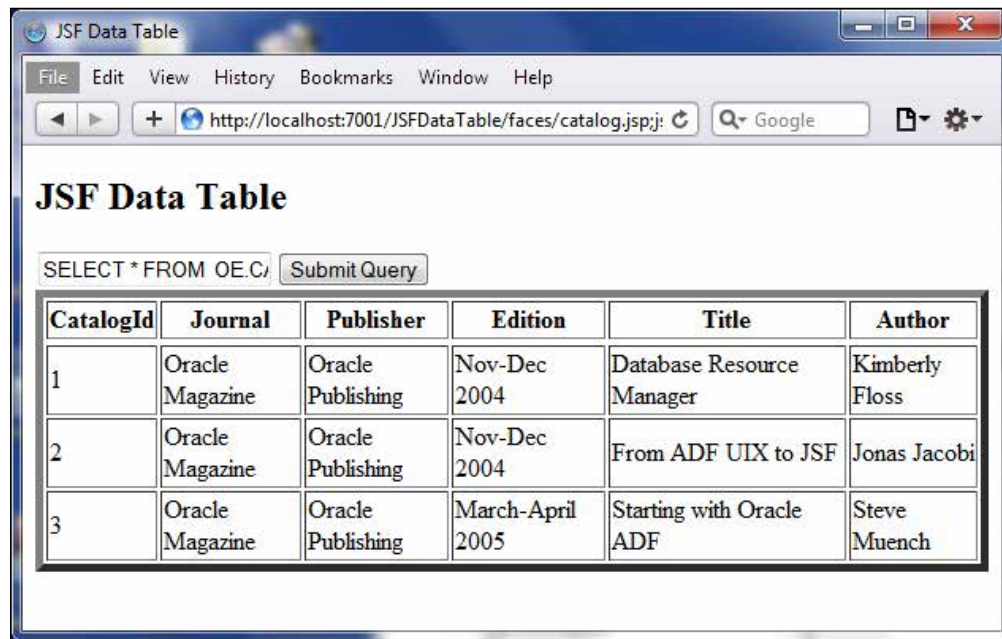 JSF Data Table
File Edit View History Bookmarks Window Help
http://localhost:7001/JSFDataTable/faces/catalog.jsp;j Google
JSF Data Table
SELECT * FROM OE.C Submit Query
CatalogId Journal Publisher Edition Title Author
1 Oracle Magazine Oracle Publishing Nov-Dec 2004 Database Resource Manager Kimberly Floss
2 Oracle Magazine Oracle Publishing Nov-Dec 2004 From ADF UIX to JSF Jonas Jacobi
3 Oracle Magazine Oracle Publishing March-April 2005 Starting with Oracle ADF Steve Muench